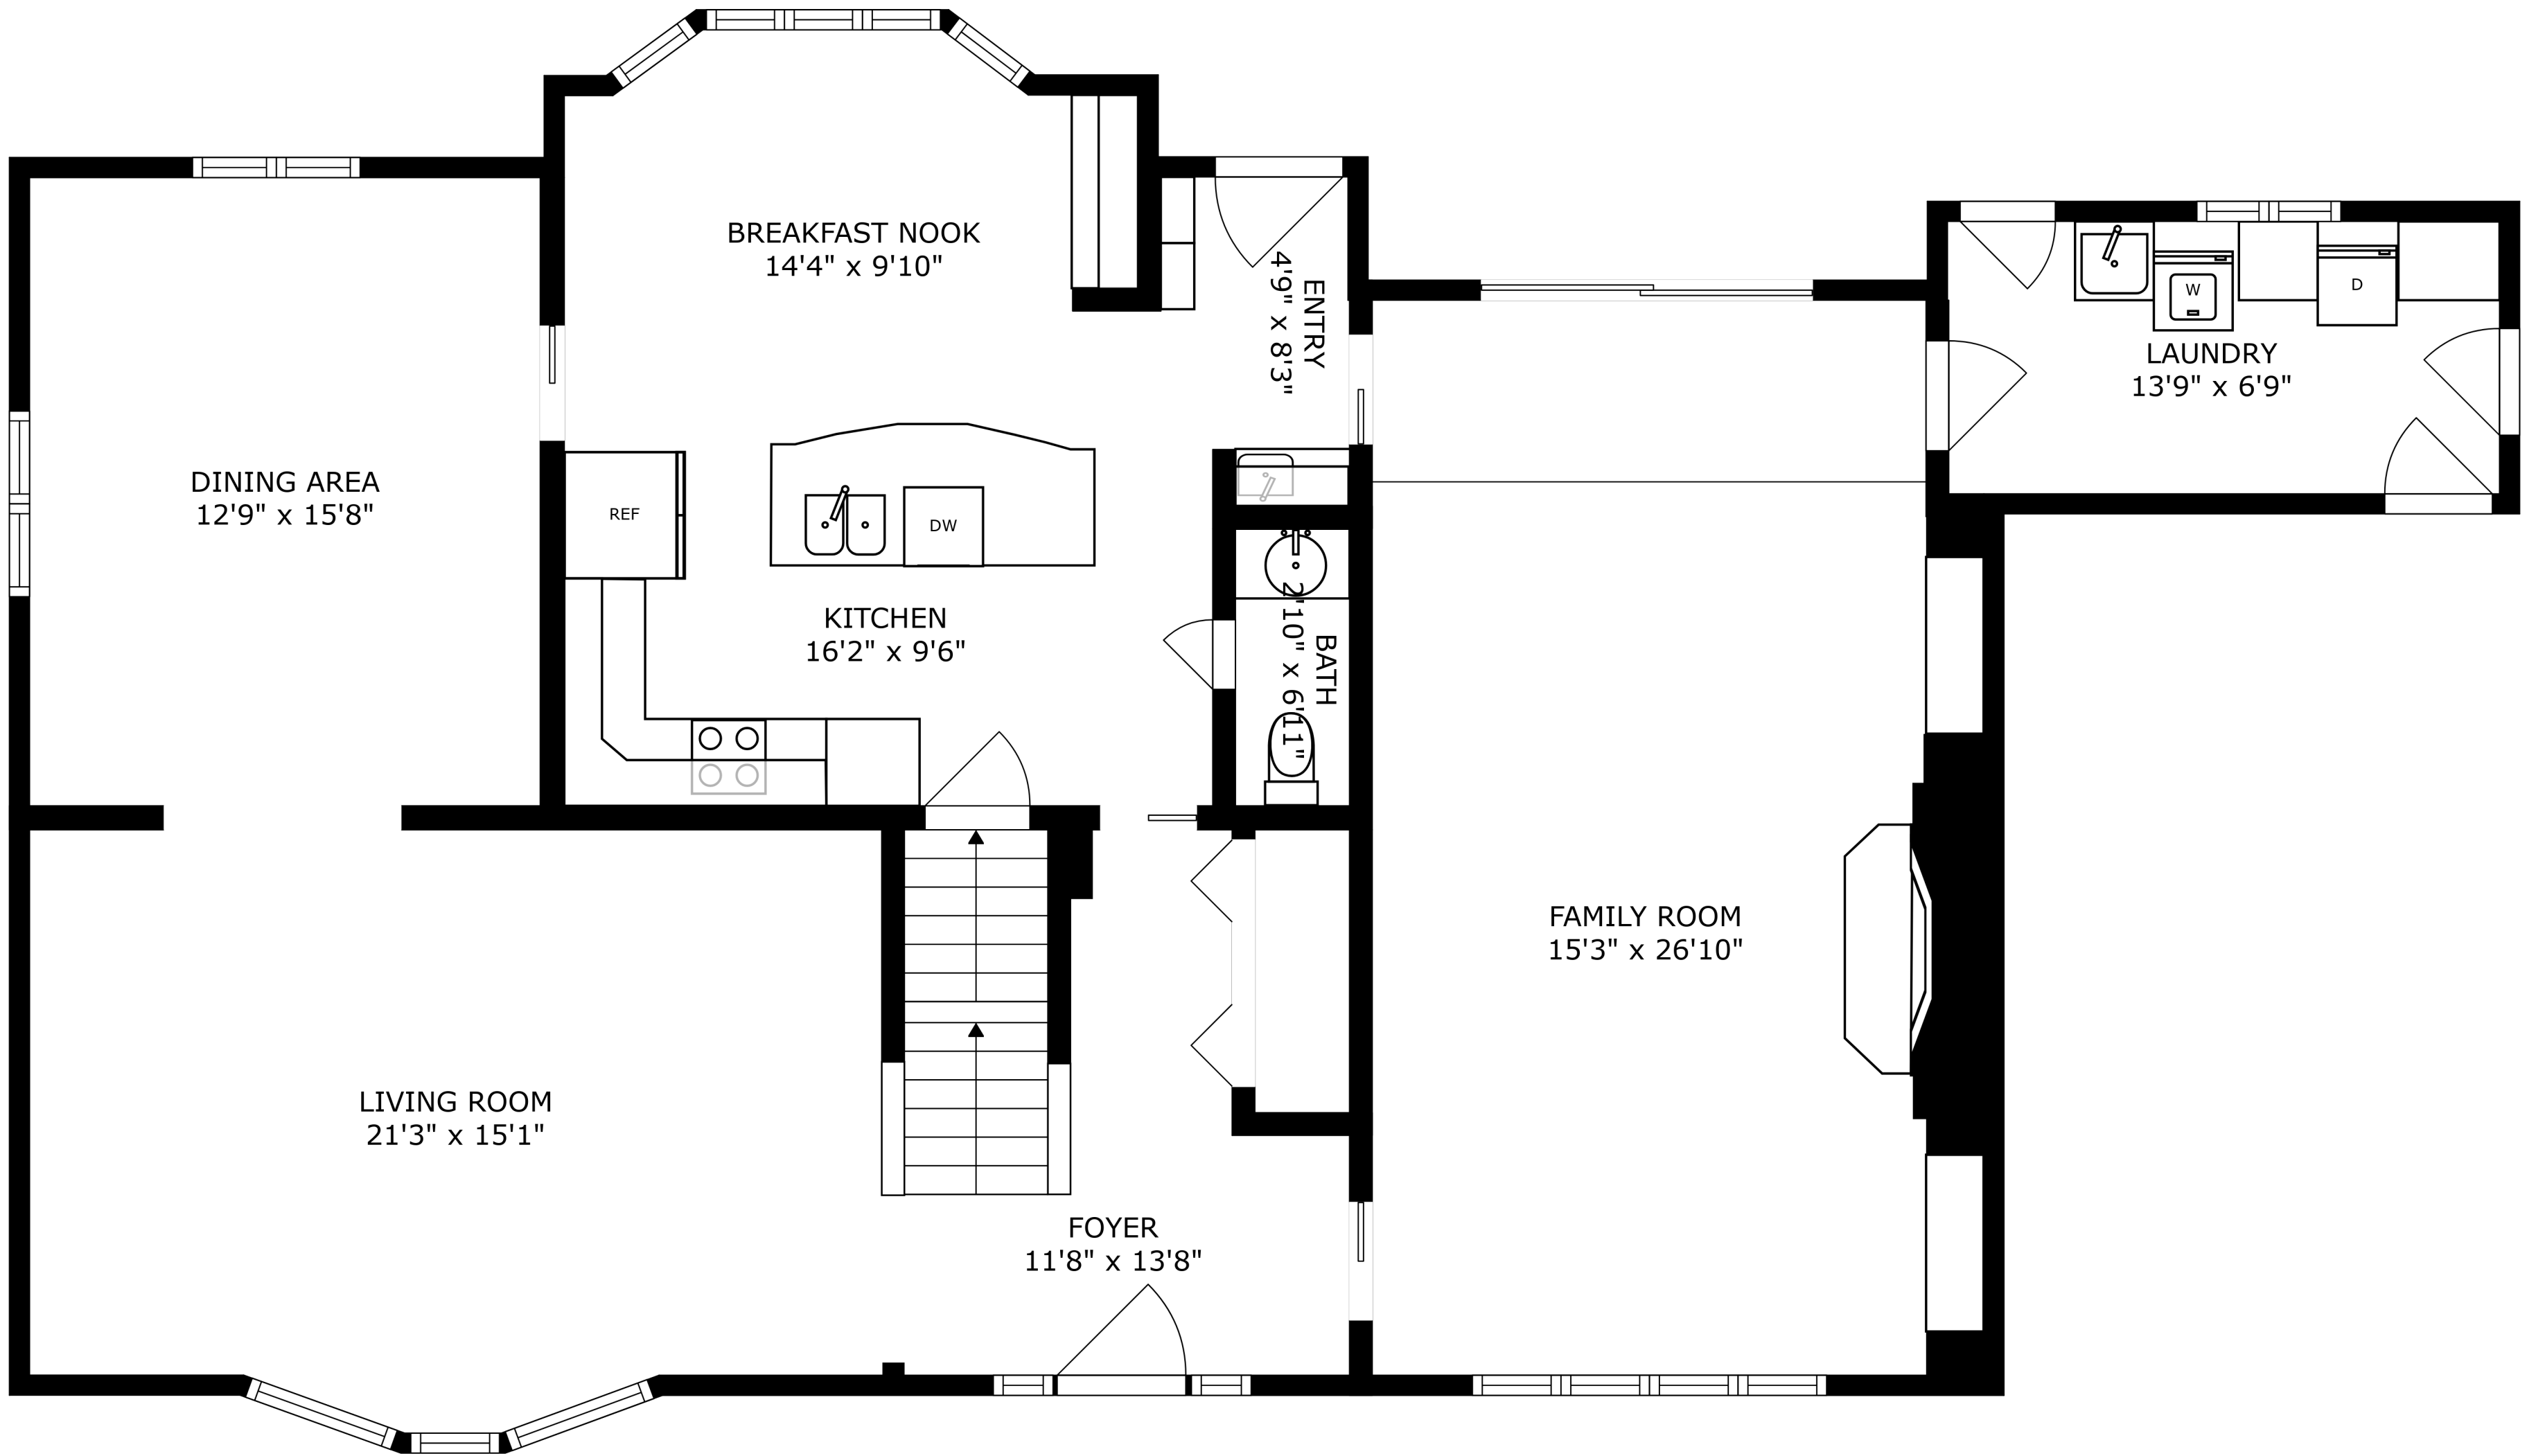 BREAKFAST NOOK
14'4" x 9'10"
ENTRY
4'9" x 8'3"
W
D
LAUNDRY
13'9" x 6'9"
DINING AREA
12'9" x 15'8"
REF
DW
KITCHEN
16'2" x 9'6"
BATH
2'10" x 6'11"
FAMILY ROOM
15'3" x 26'10"
LIVING ROOM
21'3" x 15'1"
FOYER
11'8" x 13'8"